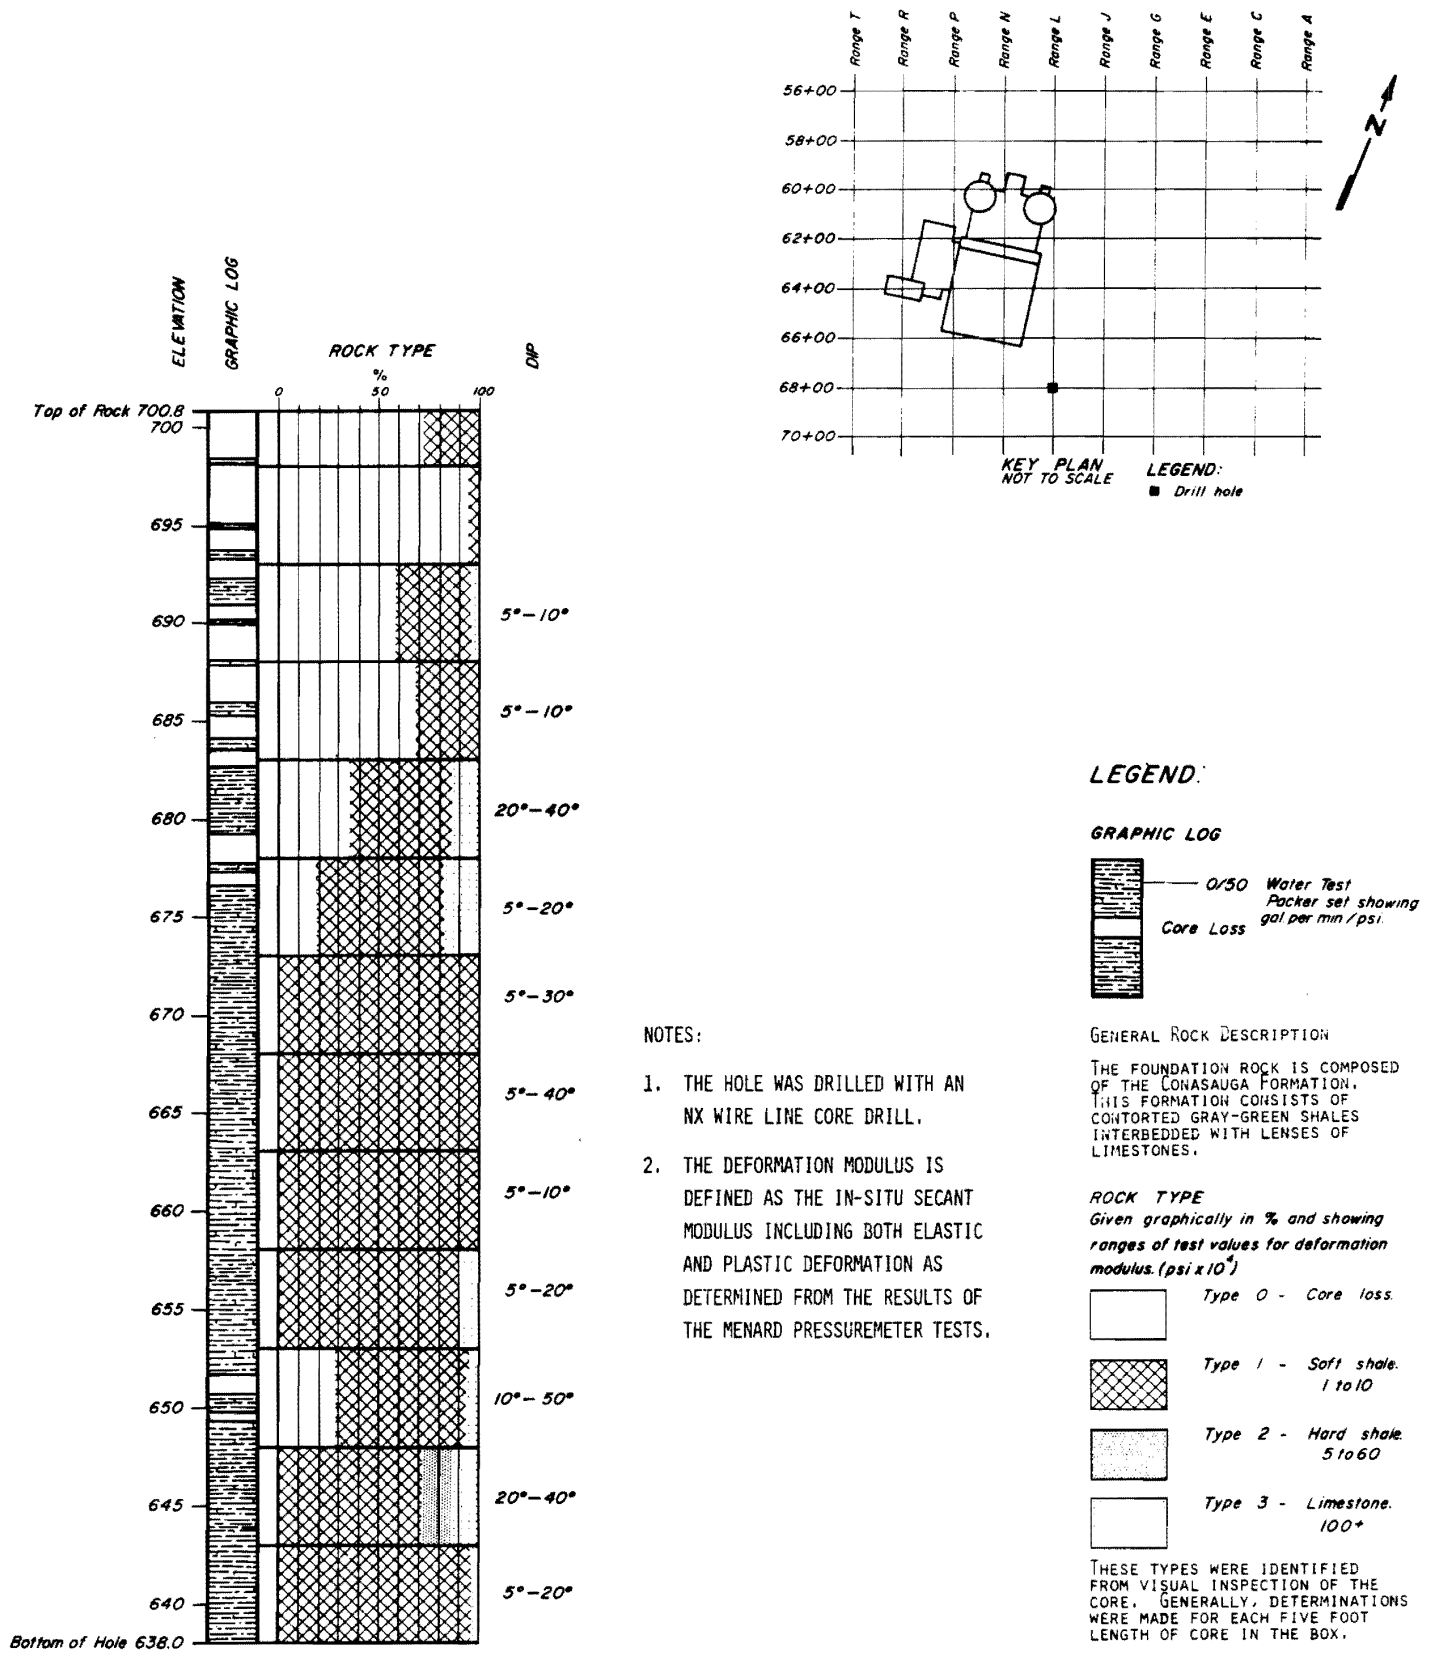 Range T
Range R
Range P
Range N
Range L
Range J
Range G
Range E
Range C
Range A
56+00
58+00
60+00
62+00
64+00
66+00
68+00
70+00
N
KEY PLAN
NOT TO SCALE
LEGEND:
Drill hole
ELEVATION
GRAPHIC LOG
ROCK TYPE
%
0 50 100
DIP
Top of Rock 700.8
700
695
690
685
680
675
670
665
660
655
650
645
640
Bottom of Hole 638.0
5°-10°
5°-10°
20°-40°
5°-20°
5°-30°
5°-40°
5°-10°
5°-20°
10°-50°
20°-40°
5°-20°
NOTES:
1. THE HOLE WAS DRILLED WITH AN
NX WIRE LINE CORE DRILL.
2. THE DEFORMATION MODULUS IS
DEFINED AS THE IN-SITU SECANT
MODULUS INCLUDING BOTH ELASTIC
AND PLASTIC DEFORMATION AS
DETERMINED FROM THE RESULTS OF
THE MENARD PRESSUREMETER TESTS.
LEGEND:
GRAPHIC LOG
0/50 Water Test
Packer set showing
gal. per min/psi.
Core Loss
GENERAL ROCK DESCRIPTION
THE FOUNDATION ROCK IS COMPOSED
OF THE CONASAUGA FORMATION.
THIS FORMATION CONSISTS OF
CONTORTED GRAY-GREEN SHALES
INTERBEDDED WITH LENSES OF
LIMESTONES.
ROCK TYPE
Given graphically in % and showing
ranges of test values for deformation
modulus. (psi x 10⁴)
Type 0 - Core loss.
Type 1 - Soft shale.
1 to 10
Type 2 - Hard shale.
5 to 60
Type 3 - Limestone.
100+
THESE TYPES WERE IDENTIFIED
FROM VISUAL INSPECTION OF THE
CORE. GENERALLY, DETERMINATIONS
WERE MADE FOR EACH FIVE FOOT
LENGTH OF CORE IN THE BOX.